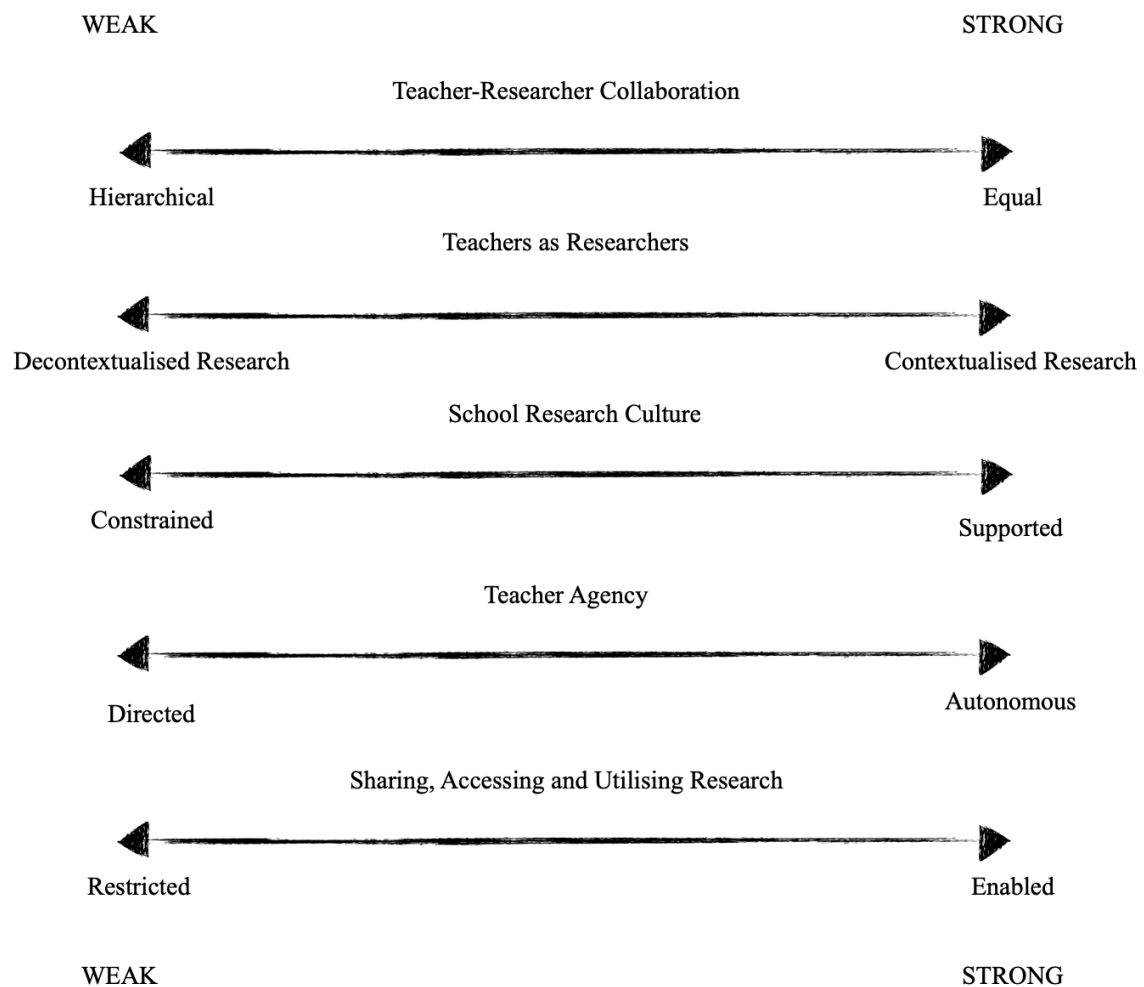 WEAK STRONG
Teacher-Researcher Collaboration
Hierarchical Equal
Teachers as Researchers
Decontextualised Research Contextualised Research
School Research Culture
Constrained Supported
Teacher Agency
Directed Autonomous
Sharing, Accessing and Utilising Research
Restricted Enabled
WEAK STRONG